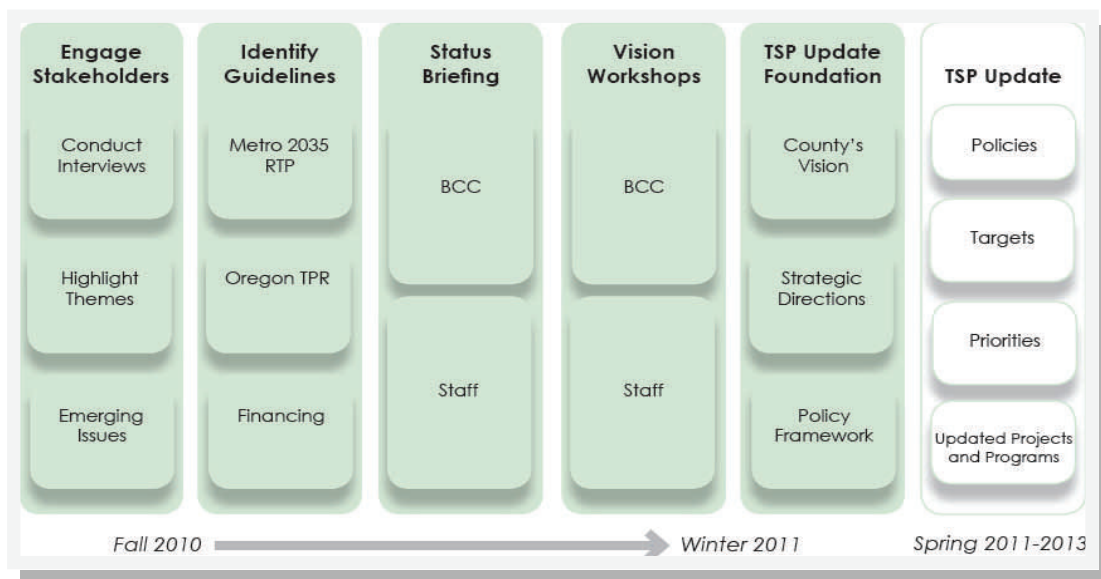 Engage
Stakeholders
Conduct
Interviews
Highlight
Themes
Emerging
Issues
Identify
Guidelines
Metro 2035
RTP
Oregon TPR
Financing
Status
Briefing
BCC
Staff
Vision
Workshops
BCC
Staff
TSP Update
Foundation
County's
Vision
Strategic
Directions
Policy
Framework
TSP Update
Policies
Targets
Priorities
Updated Projects
and Programs
Fall 2010
Winter 2011
Spring 2011-2013